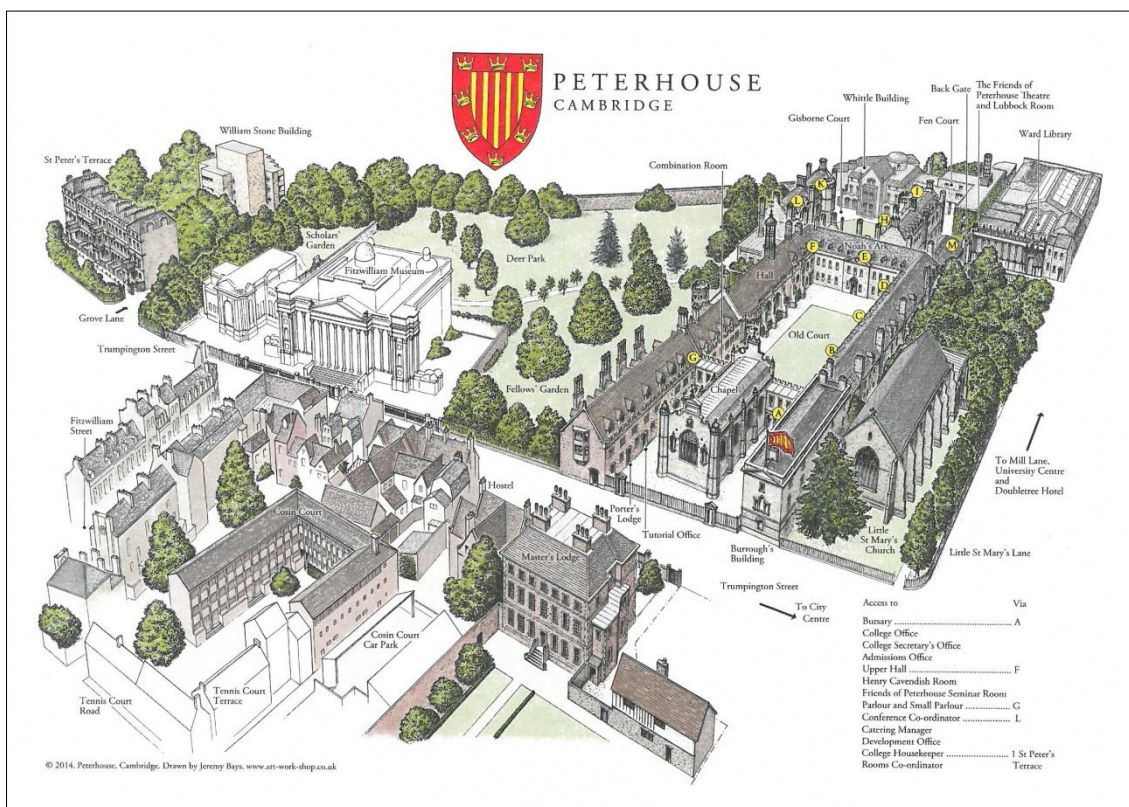 PETERHOUSE
CAMBRIDGE
William Stone Building
St Peter's Terrace
Scholars'
Garden
Fitzwilliam Museum
Deer Park
Combination Room
Gisborne Court
Whittle Building
Back Gate
Fen Court
The Friends of
Peterhouse Theatre
and Lubbock Room
Ward Library
K
L
I
H
M
F
Noah's Ark
E
D
C
B
G
A
Hall
Old Court
Chapel
Fellows' Garden
Grove Lane
Trumpington Street
Fitzwilliam
Street
Cosin Court
Hostel
Porter's
Lodge
Tutorial Office
Master's Lodge
Burrough's
Building
Little
St Mary's
Church
Little St Mary's Lane
To Mill Lane,
University Centre
and
Doubletree Hotel
Trumpington Street
To City
Centre
Cosin Court
Car Park
Tennis Court
Terrace
Tennis Court
Road
Access to Via
Bursary ........................................ A
College Office
College Secretary's Office
Admissions Office
Upper Hall ................................... F
Henry Cavendish Room
Friends of Peterhouse Seminar Room
Parlour and Small Parlour ............ G
Conference Co-ordinator ................ L
Catering Manager
Development Office
College Housekeeper ..................... 1 St Peter's
Rooms Co-ordinator Terrace
© 2014, Peterhouse, Cambridge. Drawn by Jeremy Bays. www.art-work-shop.co.uk